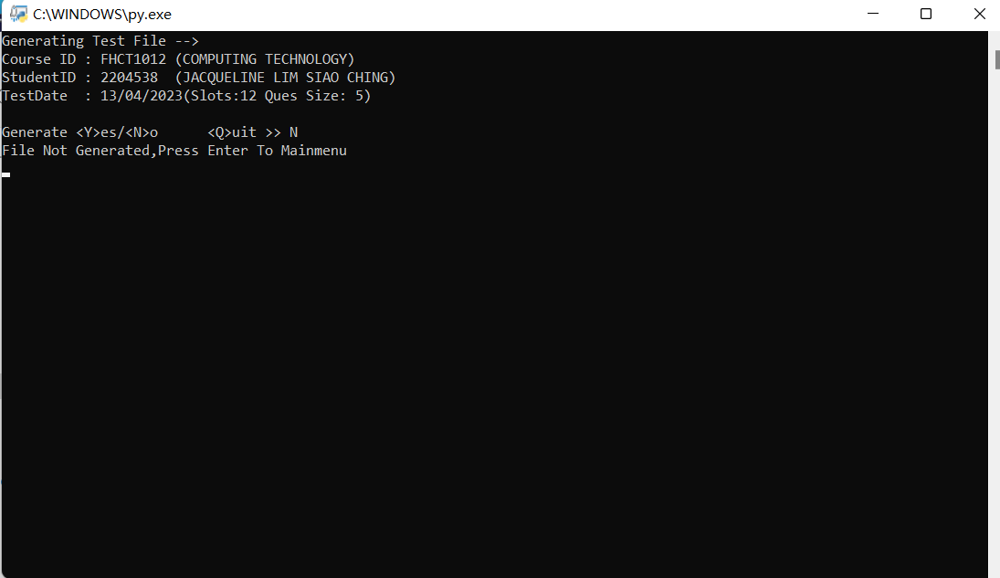 C:\WINDOWS\py.exe
Generating Test File -->
Course ID : FHCT1012 (COMPUTING TECHNOLOGY)
StudentID : 2204538  (JACQUELINE LIM SIAO CHING)
TestDate  : 13/04/2023(Slots:12 Ques Size: 5)
Generate <Y>es/<N>o      <Q>uit >> N
File Not Generated,Press Enter To Mainmenu